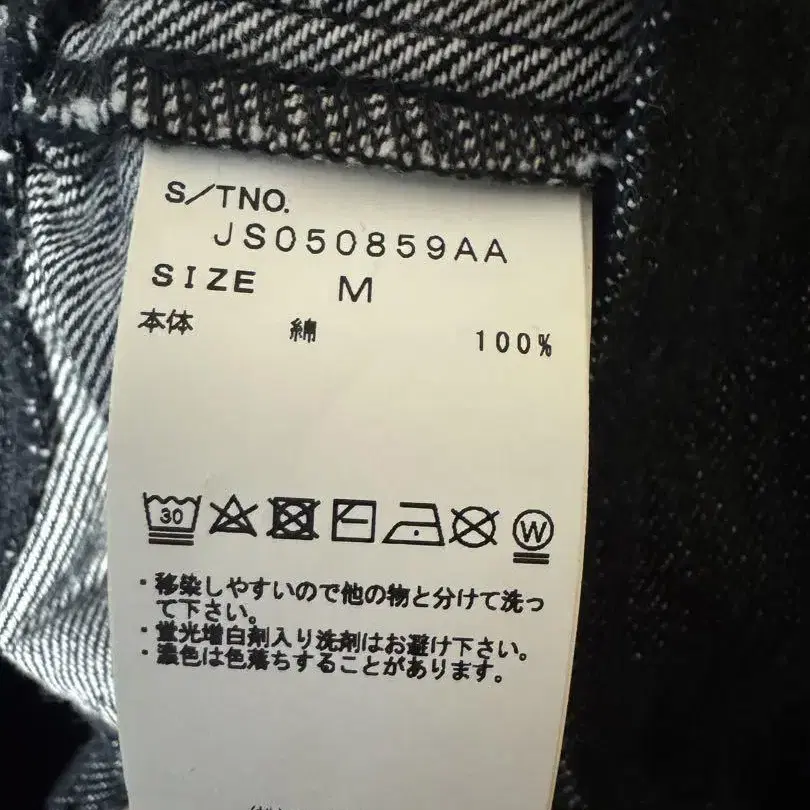 S/TNO.
JS050859AA
SIZE M
本体 綿 100%
30
W
・移染しやすいので他の物と分けて洗っ
て下さい。
・蛍光増白剤入り洗剤はお避け下さい。
・濃色は色落ちすることがあります。